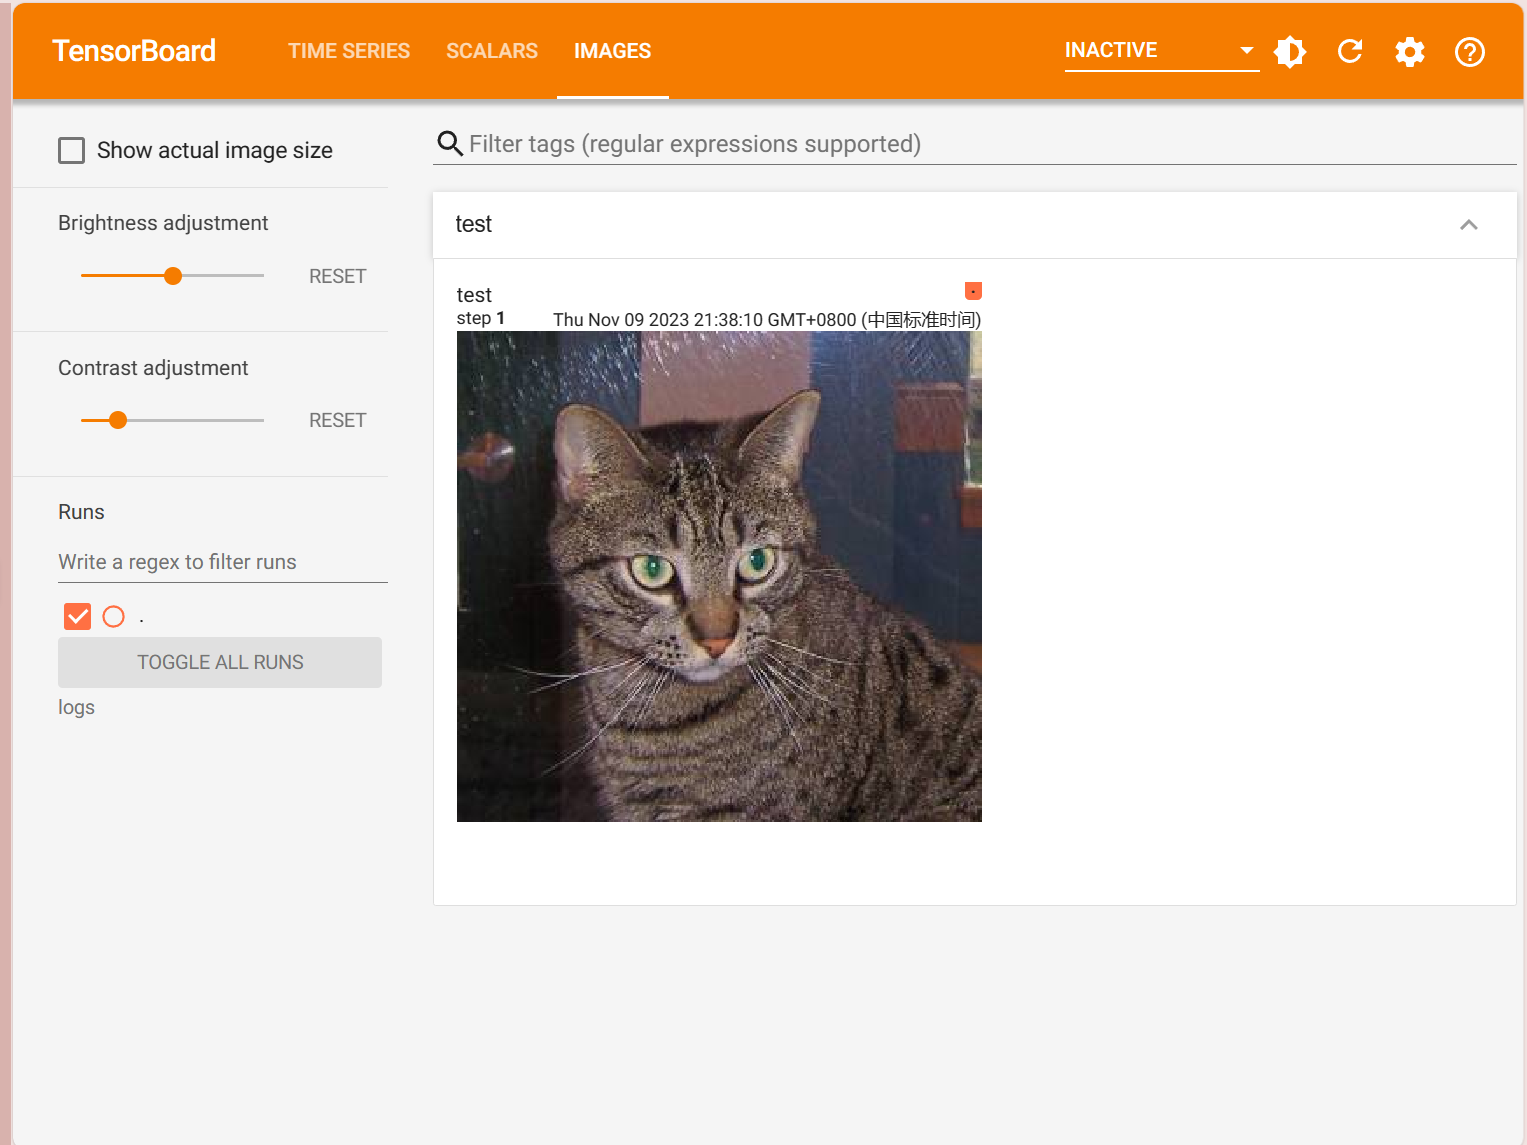 TensorBoard
TIME SERIES SCALARS IMAGES
INACTIVE
Show actual image size
Filter tags (regular expressions supported)
Brightness adjustment
RESET
Contrast adjustment
RESET
Runs
Write a regex to filter runs
.
TOGGLE ALL RUNS
logs
test
test
.
step 1 Thu Nov 09 2023 21:38:10 GMT+0800 (中国标准时间)